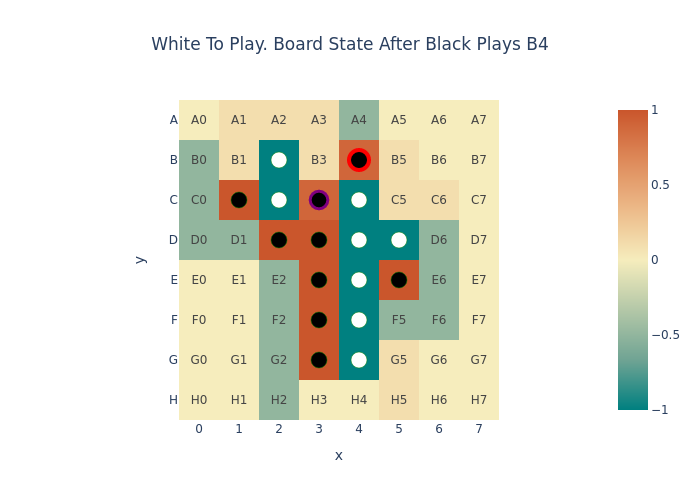 White To Play. Board State After Black Plays B4
A A0 A1 A2 A3 A4 A5 A6 A7
B B0 B1 B3 B5 B6 B7
C C0 C5 C6 C7
D D0 D1 D6 D7
E E0 E1 E2 E6 E7
F F0 F1 F2 F5 F6 F7
G G0 G1 G2 G5 G6 G7
H H0 H1 H2 H3 H4 H5 H6 H7
0 1 2 3 4 5 6 7
x
y
1
0.5
0
−0.5
−1